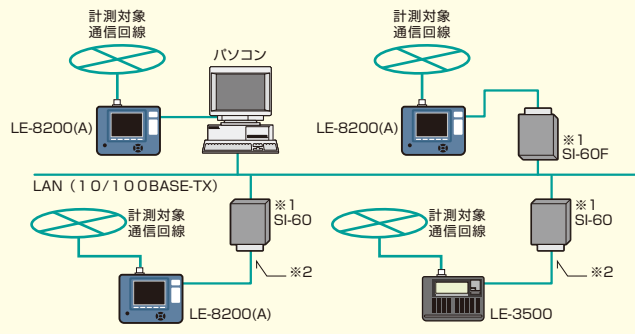 計測対象
通信回線
パソコン
LE-8200(A)
計測対象
通信回線
LE-8200(A)
※1
SI-60F
LAN（10/100BASE-TX）
計測対象
通信回線
※1
SI-60
※2
LE-8200(A)
計測対象
通信回線
※1
SI-60
※2
LE-3500